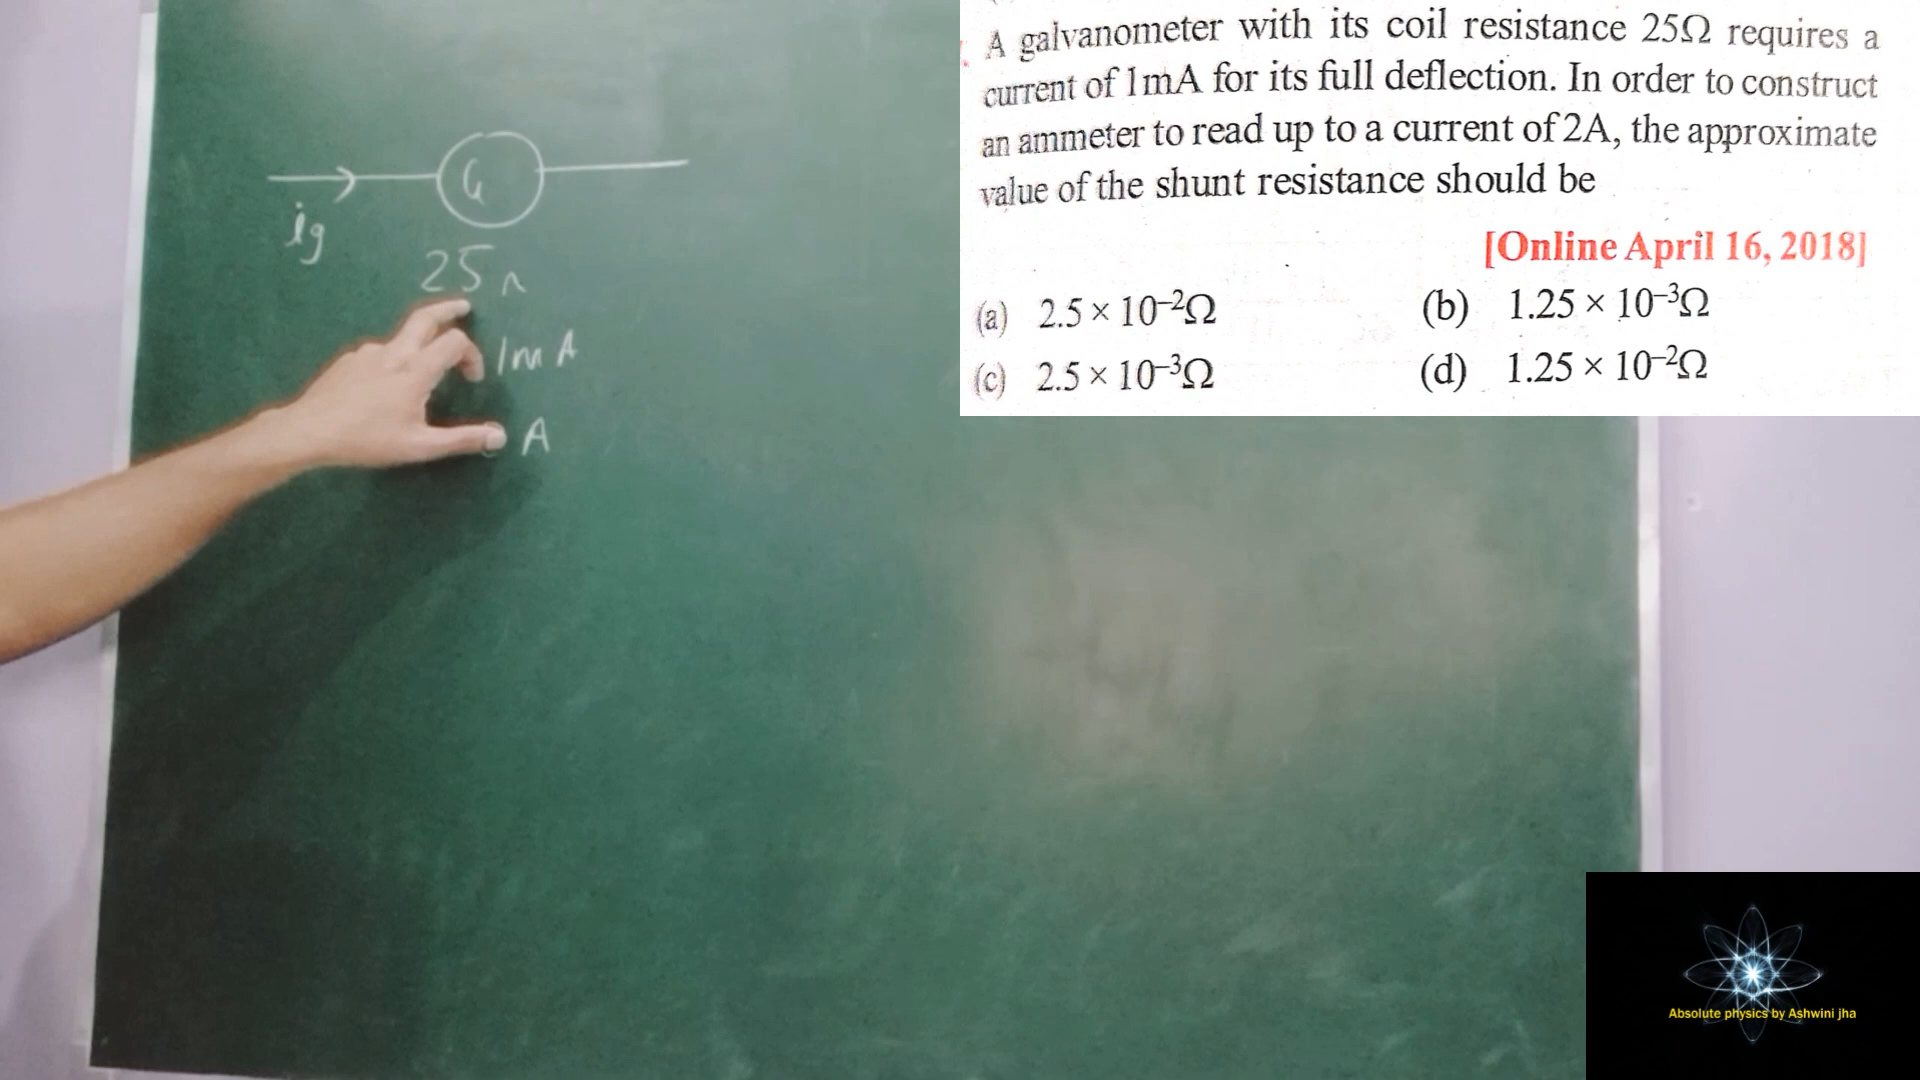 A galvanometer with its coil resistance 25Ω requires a
current of 1mA for its full deflection. In order to construct
an ammeter to read up to a current of 2A, the approximate
value of the shunt resistance should be
[Online April 16, 2018]
(a) 2.5 × 10⁻²Ω (b) 1.25 × 10⁻³Ω
(c) 2.5 × 10⁻³Ω (d) 1.25 × 10⁻²Ω
G
ig
25
1mA
A
Absolute physics by Ashwini jha